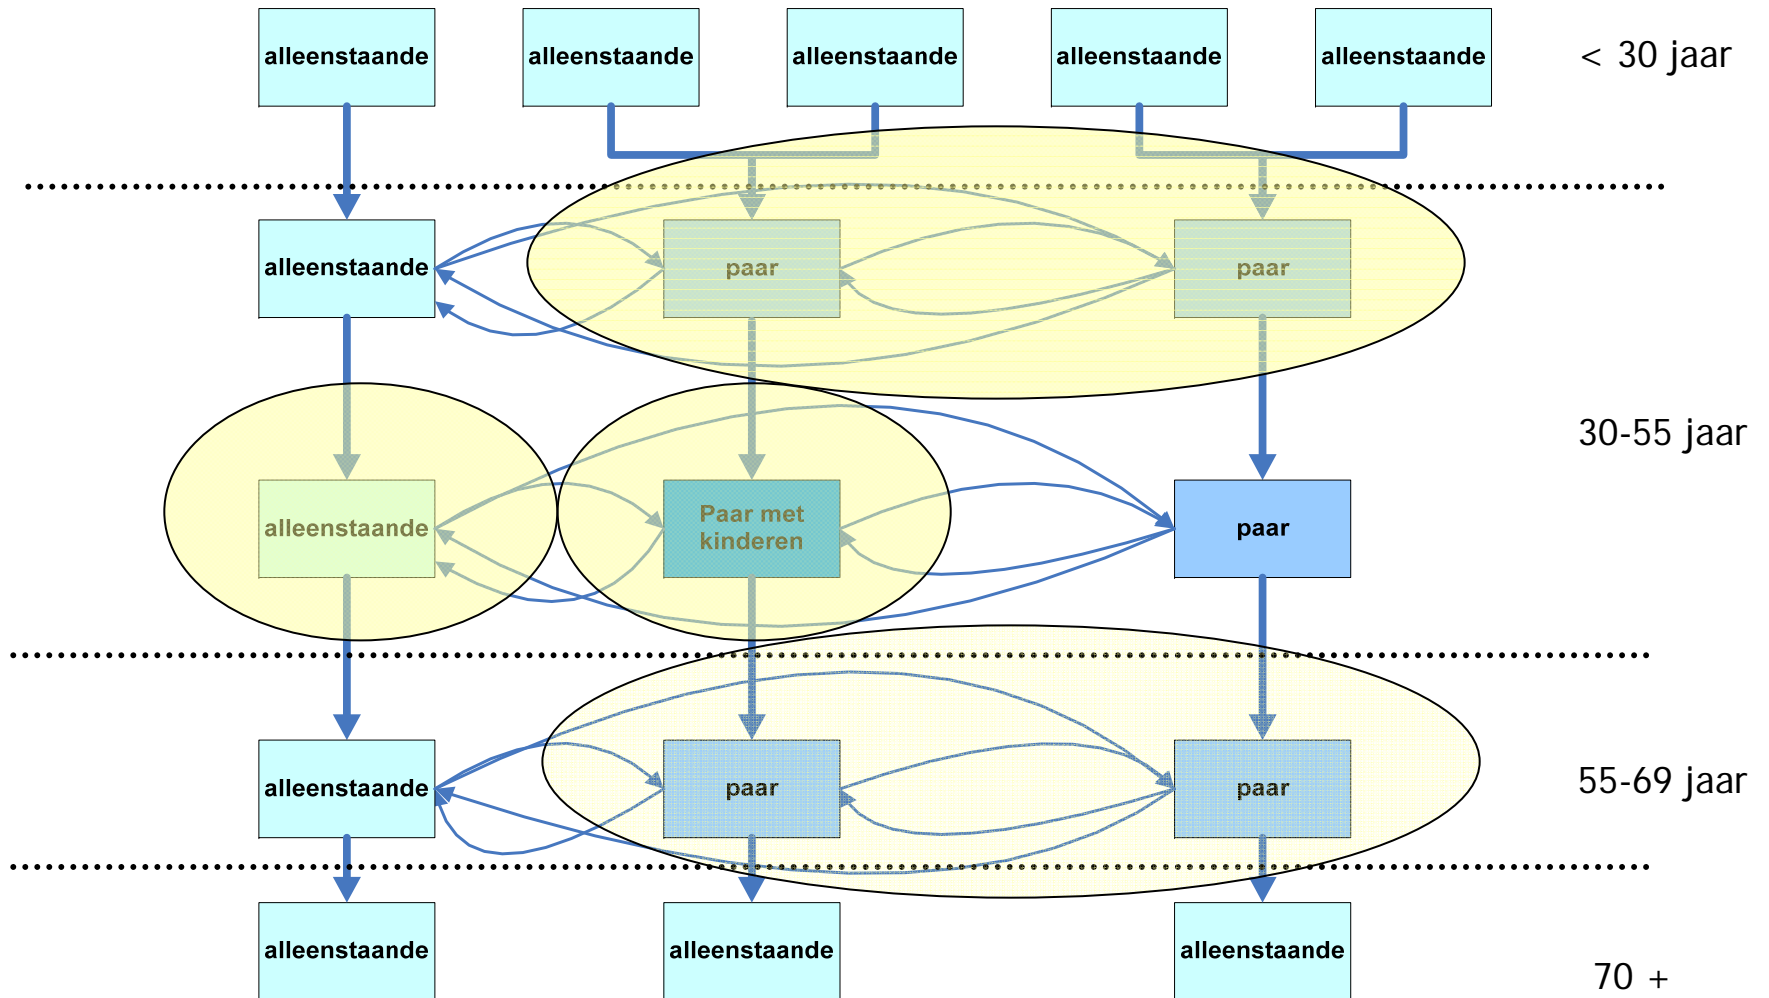 alleenstaande alleenstaande alleenstaande alleenstaande alleenstaande < 30 jaar
alleenstaande paar paar
30-55 jaar
alleenstaande Paar met
kinderen paar
alleenstaande paar paar 55-69 jaar
alleenstaande alleenstaande alleenstaande
70 +